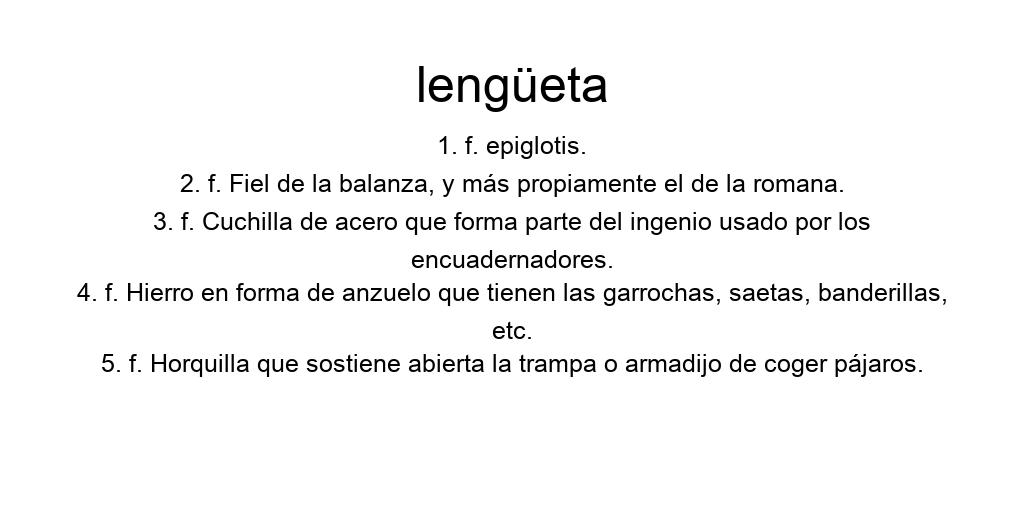 lengüeta
1. f. epiglotis.
2. f. Fiel de la balanza, y más propiamente el de la romana.
3. f. Cuchilla de acero que forma parte del ingenio usado por los
encuadernadores.
4. f. Hierro en forma de anzuelo que tienen las garrochas, saetas, banderillas,
etc.
5. f. Horquilla que sostiene abierta la trampa o armadijo de coger pájaros.